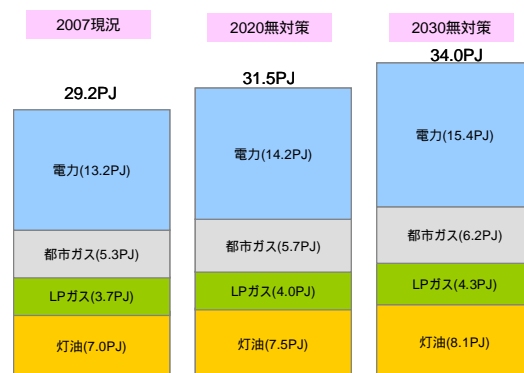 2007現況
2020無対策
2030無対策
29.2PJ
31.5PJ
34.0PJ
電力(13.2PJ)
電力(14.2PJ)
電力(15.4PJ)
都市ガス(5.3PJ)
都市ガス(5.7PJ)
都市ガス(6.2PJ)
LPガス(3.7PJ)
LPガス(4.0PJ)
LPガス(4.3PJ)
灯油(7.0PJ)
灯油(7.5PJ)
灯油(8.1PJ)